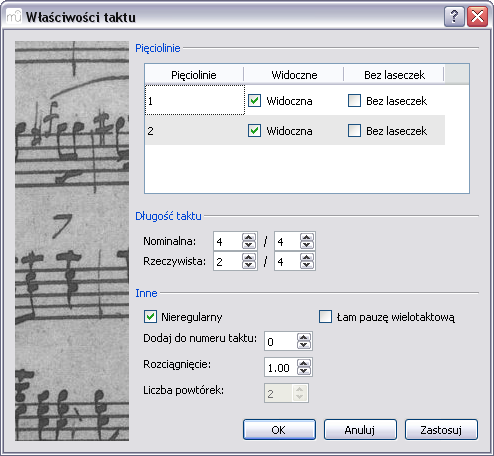 Właściwości taktu
Pięciolinie
Pięciolinie Widoczne Bez laseczek
1 Widoczna Bez laseczek
2 Widoczna Bez laseczek
Długość taktu
Nominalna: 4 / 4
Rzeczywista: 2 / 4
Inne
Nieregularny Łam pauzę wielotaktową
Dodaj do numeru taktu: 0
Rozciągnięcie: 1.00
Liczba powtórek: 2
OK Anuluj Zastosuj